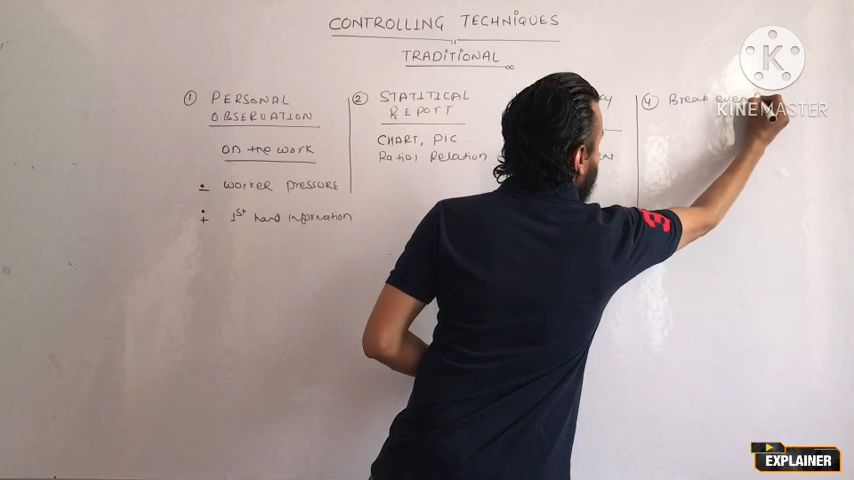 CONTROLLING TECHNIQUES
TRADITIONAL
① PERSONAL
OBSERVATION
ON the WORK
WORKER PRESSURE
1st hand information
② STATITICAL
REPORT
CHART, PIC
Ratio, Relation
④ Break even
K
KINEMASTER
EXPLAINER